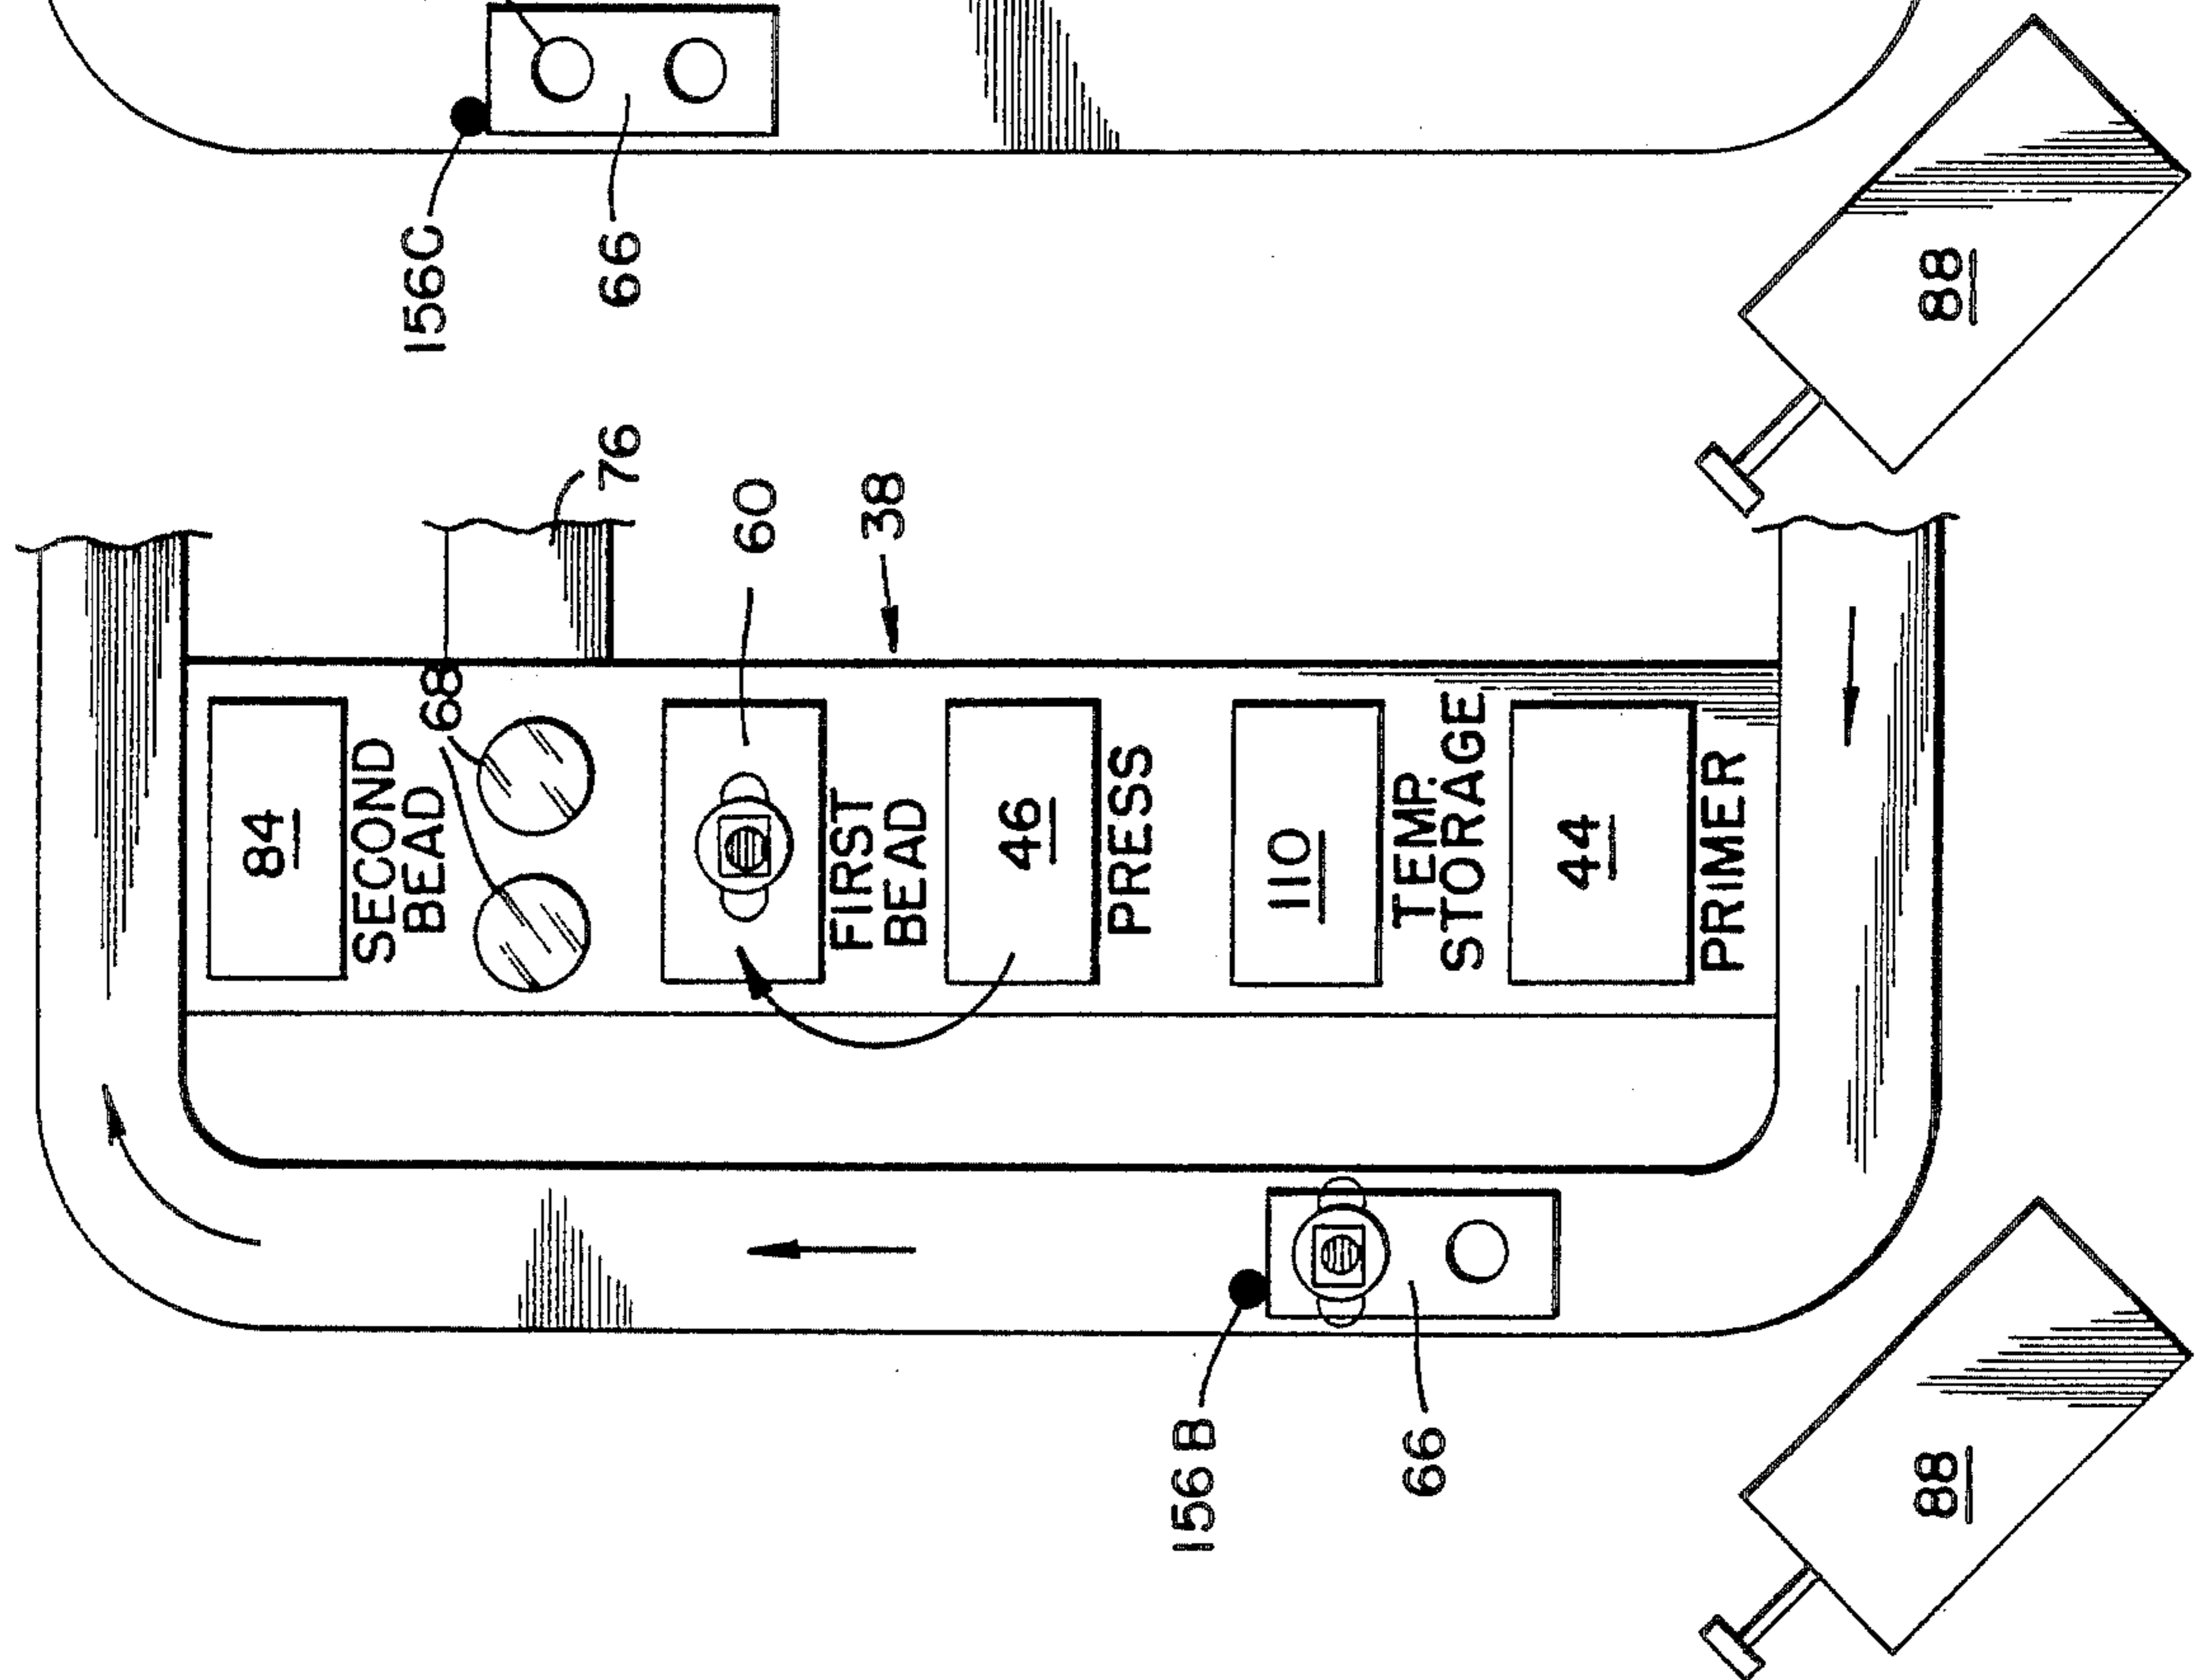 156C
66
76
60
38
68
84
SECOND
BEAD
FIRST
BEAD
46
PRESS
110
TEMP.
STORAGE
44
PRIMER
88
156B
66
88